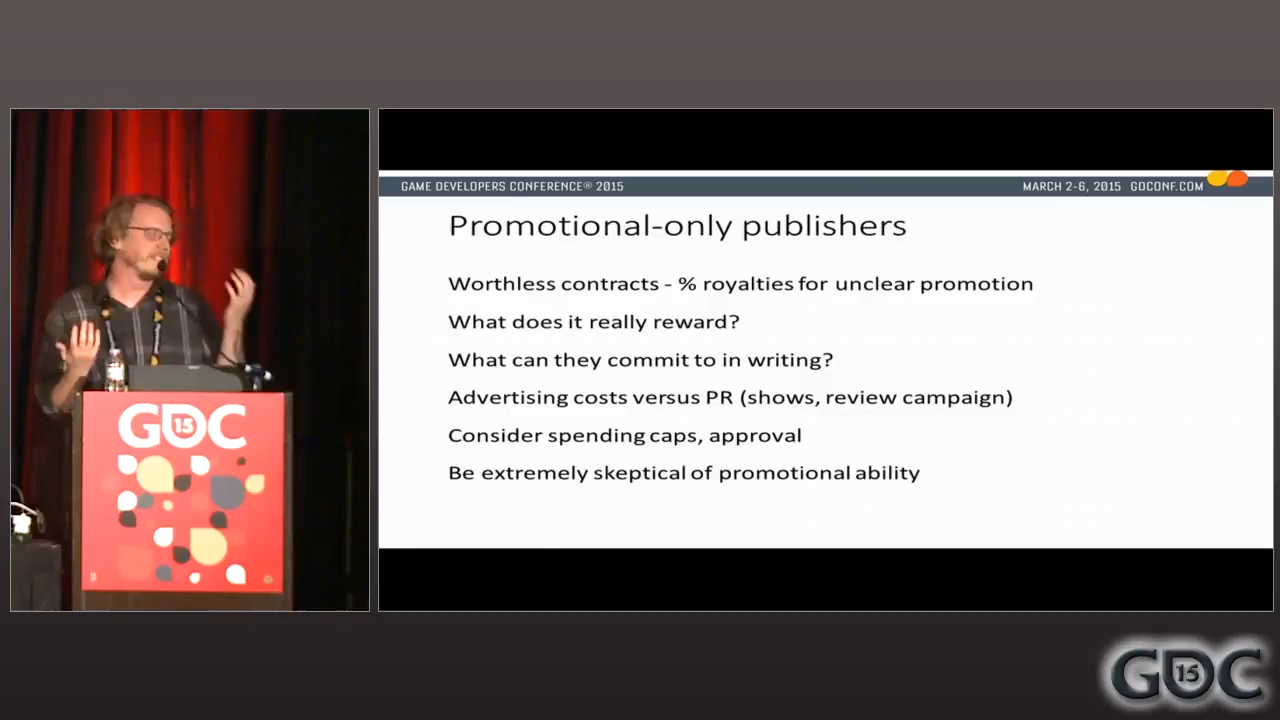 GAME DEVELOPERS CONFERENCE® 2015
MARCH 2-6, 2015 GDCONF.COM
Promotional-only publishers
Worthless contracts - % royalties for unclear promotion
What does it really reward?
What can they commit to in writing?
Advertising costs versus PR (shows, review campaign)
Consider spending caps, approval
Be extremely skeptical of promotional ability
GDC
15
GDC
15